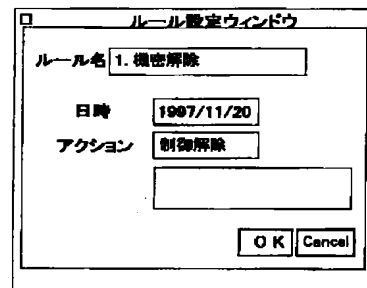 ルール設定ウィンドウ
ルール名 1. 機密解除
日時 1997/11/20
アクション 制御解除
OK Cancel